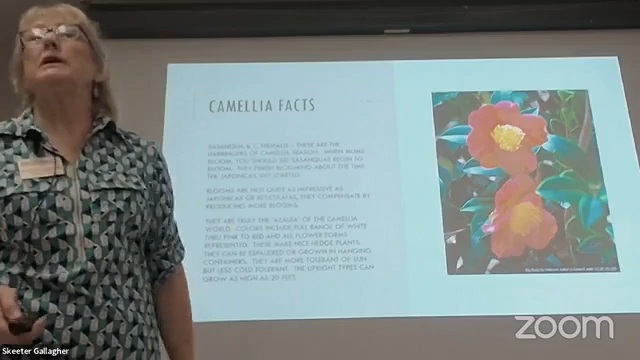 CAMELLIA FACTS
SASANQUA & C. HIEMALIS – THESE ARE THE
HARBINGERS OF CAMELLIA SEASON. WHEN MUMS
BLOOM, YOU SHOULD SEE SASANQUAS BEGIN TO
BLOOM. THEY FINISH BLOOMING ABOUT THE TIME
THE JAPONICAS GET STARTED.
BLOOMS ARE NOT QUITE AS IMPRESSIVE AS
JAPONICAS OR RETICULATAS, THEY COMPENSATE BY
PRODUCING MORE BLOOMS.
THEY ARE TRULY THE "AZALEA" OF THE CAMELLIA
WORLD. COLORS INCLUDE FULL RANGE OF WHITE
THRU PINK TO RED AND ALL FLOWER FORMS
REPRESENTED. THESE MAKE NICE HEDGE PLANTS.
THEY CAN BE ESPALIERED OR GROWN IN HANGING
CONTAINERS. THEY ARE MORE TOLERANT OF SUN
BUT LESS COLD TOLERANT. THE UPRIGHT TYPES CAN
GROW AS HIGH AS 20 FEET.
Skeeter Gallagher
zoom